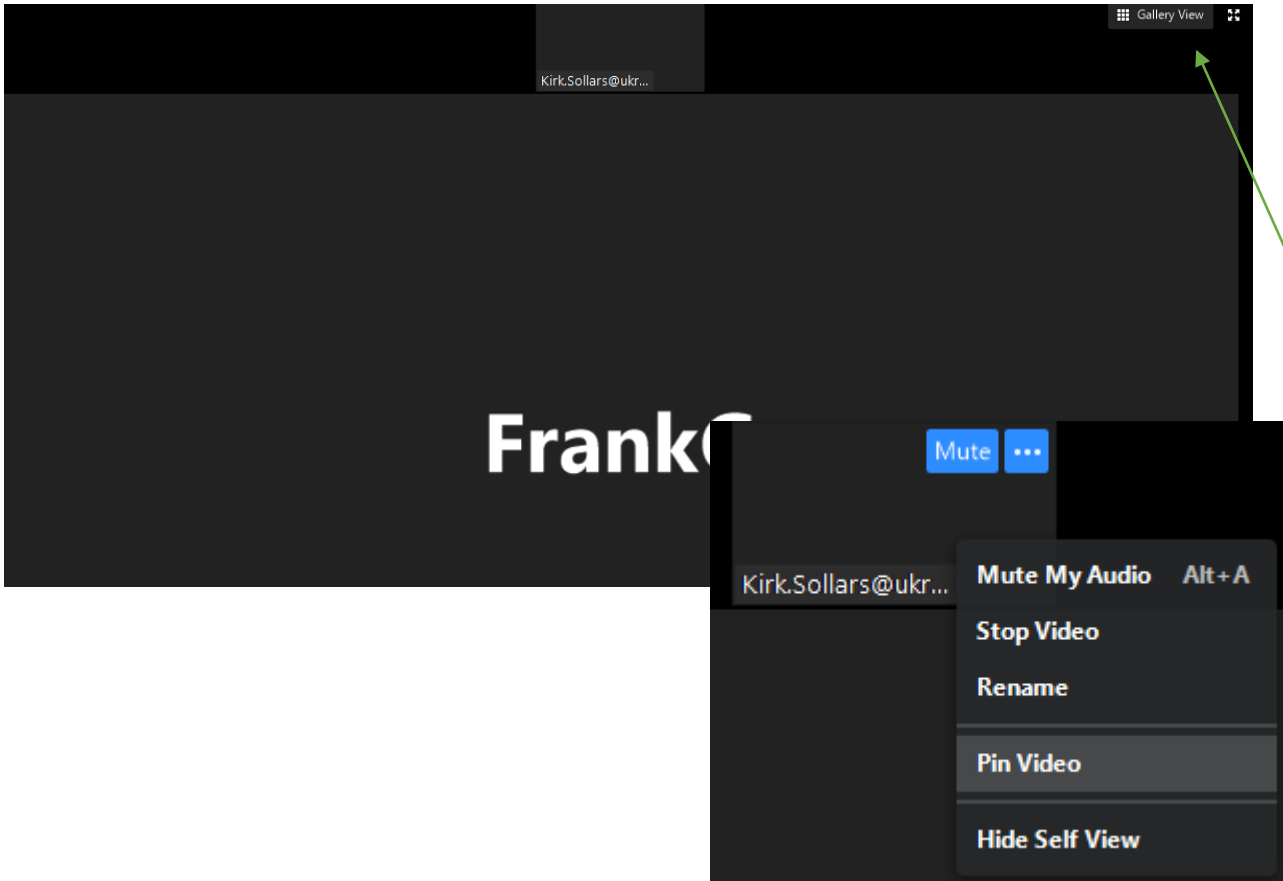 Gallery View
Kirk.Sollars@ukr...
Frank
Mute ...
Kirk.Sollars@ukr...
Mute My Audio Alt+A
Stop Video
Rename
Pin Video
Hide Self View